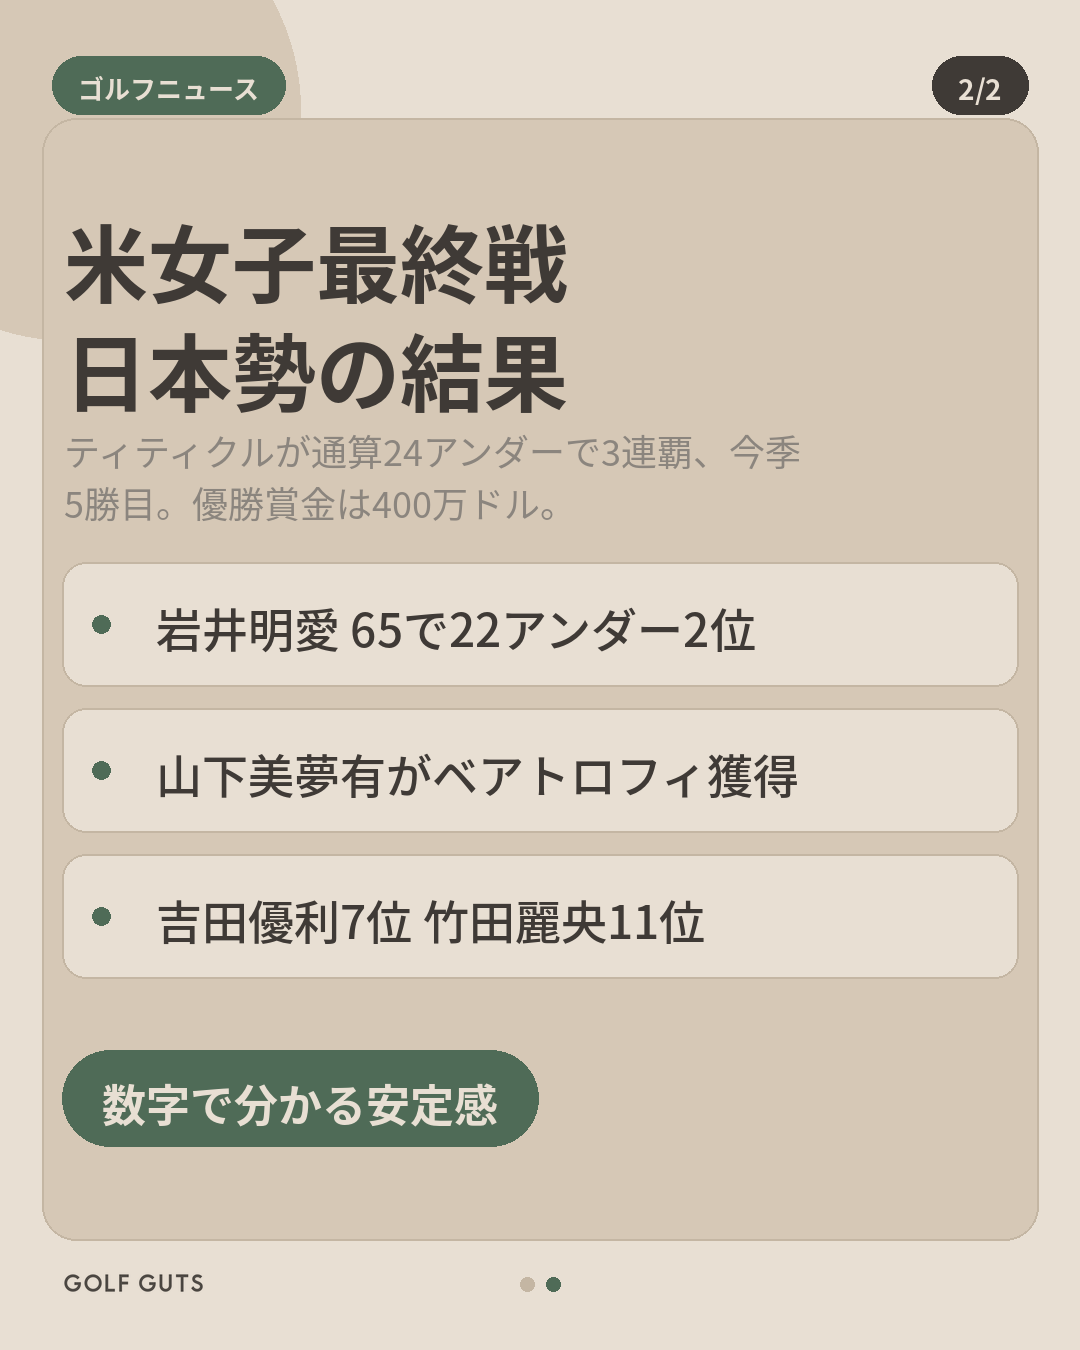 ゴルフニュース
2/2
米女子最終戦
日本勢の結果
ティティクルが通算24アンダーで3連覇、今季
5勝目。優勝賞金は400万ドル。
岩井明愛 65で22アンダー2位
山下美夢有がベアトロフィ獲得
吉田優利7位 竹田麗央11位
数字で分かる安定感
GOLF GUTS